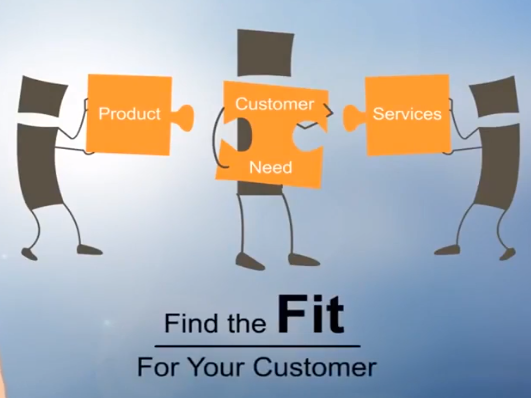 Product
Customer
Need
Services
Find the Fit
For Your Customer